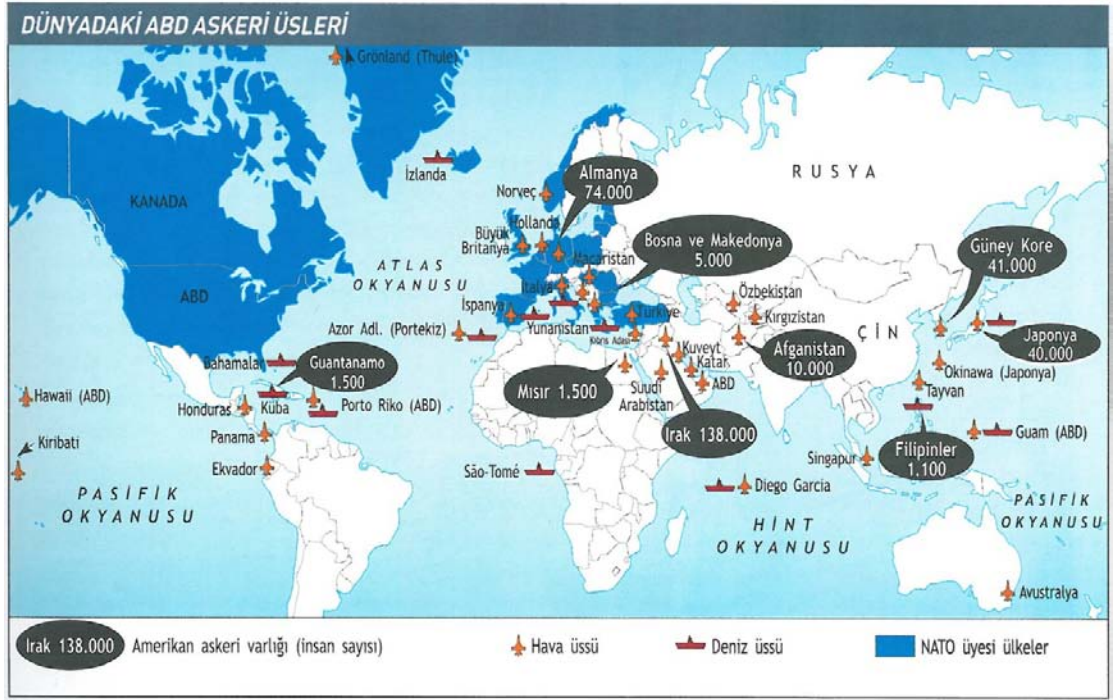 DÜNYADAKİ ABD ASKERİ ÜSLERİ
Grönland (Thule)
İzlanda
KANADA
ABD
ATLAS
OKYANUSU
RUSYA
Norveç
Almanya
74.000
Hollanda
Büyük
Britanya
Macaristan
Bosna ve Makedonya
5.000
Güney Kore
41.000
İtalya
İspanya
Yunanistan
Türkiye
Kıbrıs Adası
Özbekistan
Kırgızistan
ÇİN
Azor Adl. (Portekiz)
Bahamalar
Guantanamo
1.500
Kuveyt
Katar
ABD
Afganistan
10.000
Japonya
40.000
Okinawa (Japonya)
Tayvan
Hawaii (ABD)
Honduras
Küba
Porto Riko (ABD)
Mısır 1.500
Suudi
Arabistan
Irak 138.000
Panama
Kiribati
Ekvador
São-Tomé
Diego Garcia
Singapur
Filipinler
1.100
Guam (ABD)
PASİFİK
OKYANUSU
HİNT
OKYANUSU
PASİFİK
OKYANUSU
Avustralya
Irak 138.000
Amerikan askeri varlığı (insan sayısı)
Hava üssü
Deniz üssü
NATO üyesi ülkeler